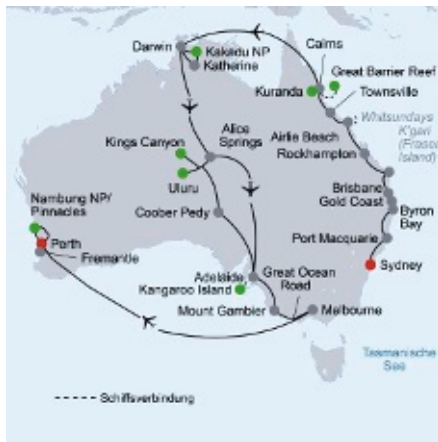 Darwin
Kakadu NP
Katherine
Cairns
Great Barrier Reef
Kuranda
Townsville
Whitsundays
K'gari
(Fraser
Island)
Airlie Beach
Rockhampton
Kings Canyon
Alice
Springs
Uluru
Coober Pedy
Brisbane
Gold Coast
Byron
Bay
Port Macquarie
Sydney
Nambung NP/
Pinnacles
Perth
Fremantle
Adelaide
Kangaroo Island
Great Ocean
Road
Mount Gambier
Melbourne
Tasmanische
See
Schiffsverbindung